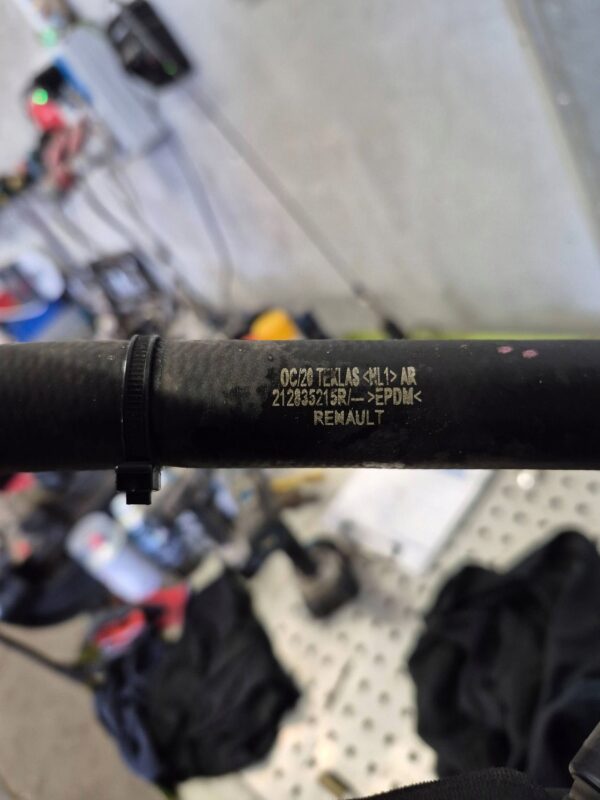 OC/20 TEKLAS <HL1> AR
212835215R/-- >EPDM<
RENAULT